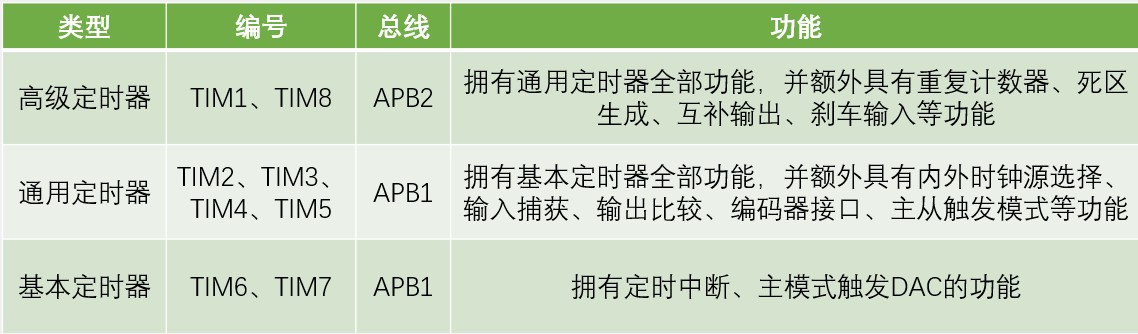 类型 编号 总线 功能
高级定时器 TIM1、TIM8 APB2 拥有通用定时器全部功能，并额外具有重复计数器、死区
生成、互补输出、刹车输入等功能
通用定时器 TIM2、TIM3、
TIM4、TIM5 APB1 拥有基本定时器全部功能，并额外具有内外时钟源选择、
输入捕获、输出比较、编码器接口、主从触发模式等功能
基本定时器 TIM6、TIM7 APB1 拥有定时中断、主模式触发DAC的功能